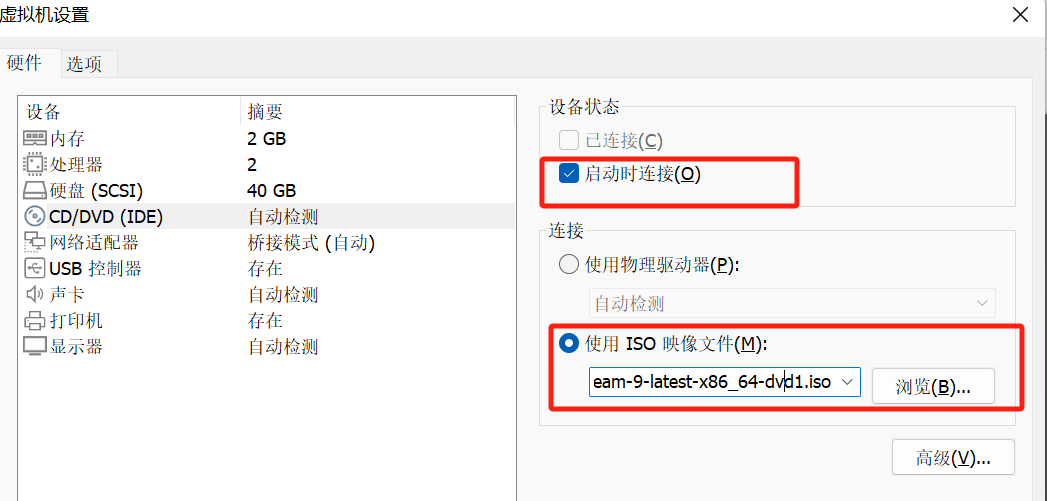 虚拟机设置
硬件 选项
设备 摘要
内存 2 GB
处理器 2
硬盘 (SCSI) 40 GB
CD/DVD (IDE) 自动检测
网络适配器 桥接模式 (自动)
USB 控制器 存在
声卡 自动检测
打印机 存在
显示器 自动检测
设备状态
已连接(C)
启动时连接(O)
连接
使用物理驱动器(P):
自动检测
使用 ISO 映像文件(M):
eam-9-latest-x86_64-dvd1.iso 浏览(B)...
高级(V)...